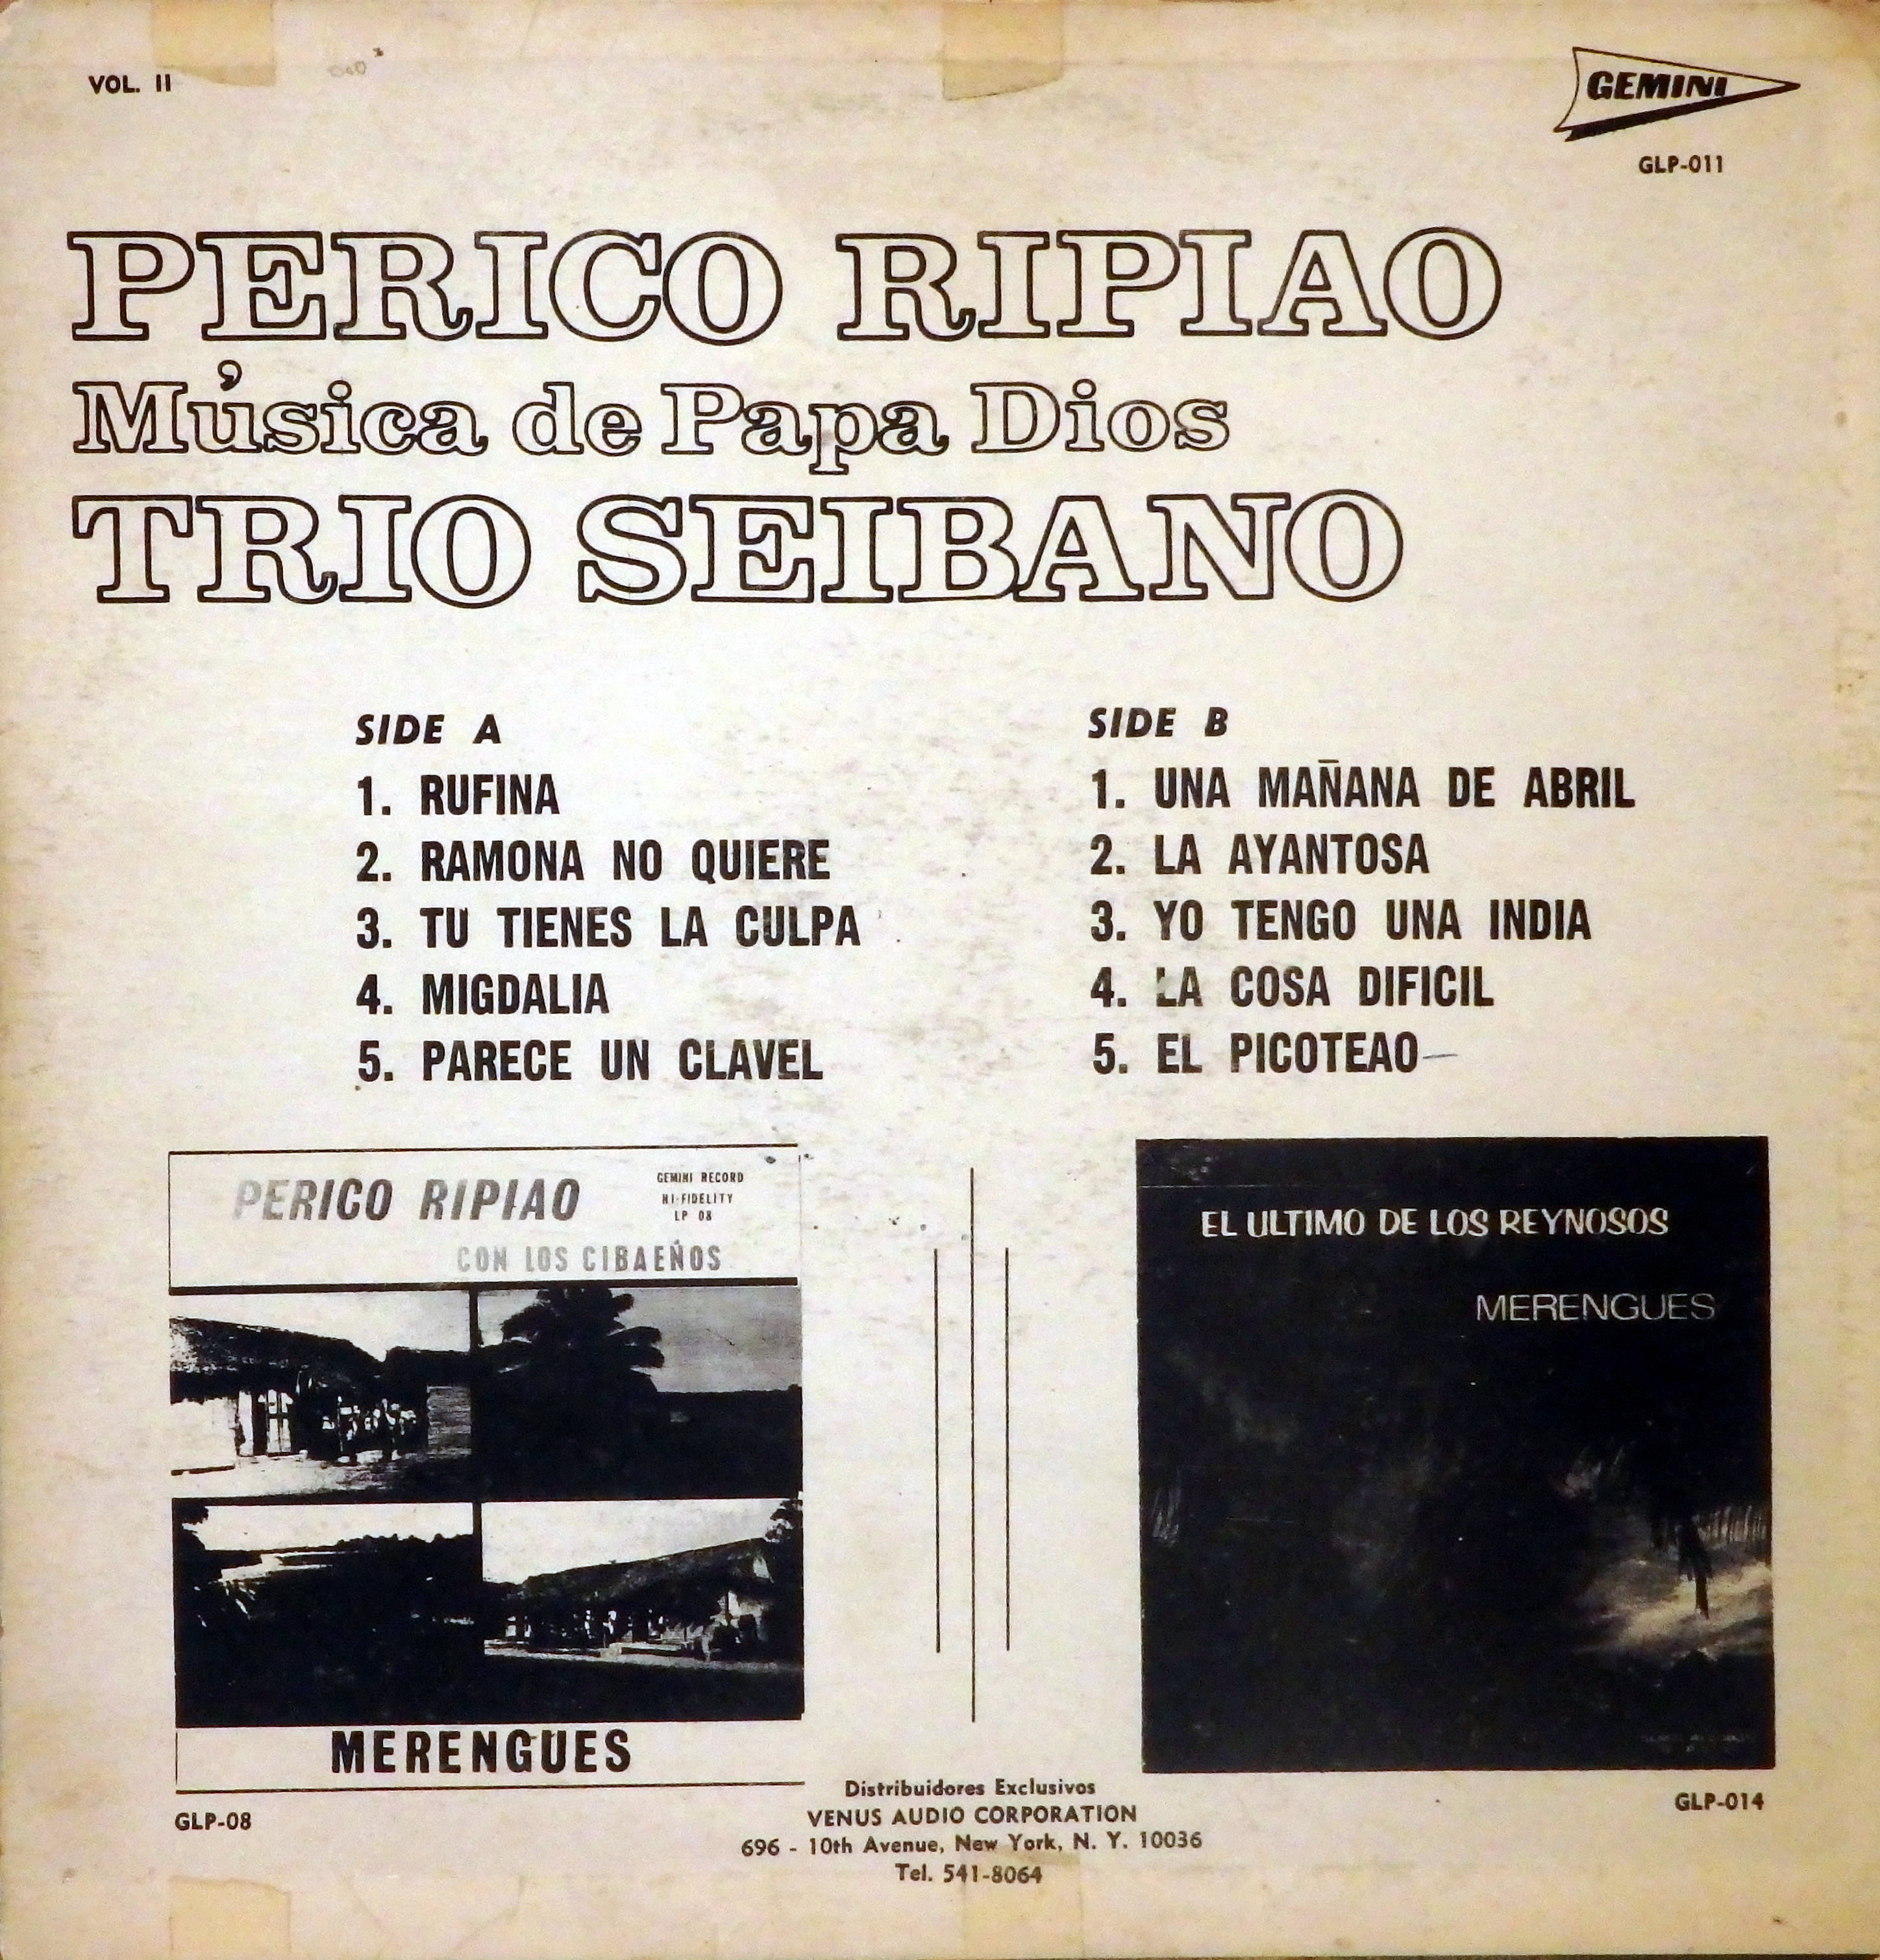 VOL. II
GEMINI
GLP-011
PERICO RIPIAO
Música de Papa Dios
TRIO SEIBANO
SIDE A
1. RUFINA
2. RAMONA NO QUIERE
3. TU TIENES LA CULPA
4. MIGDALIA
5. PARECE UN CLAVEL
SIDE B
1. UNA MAÑANA DE ABRIL
2. LA AYANTOSA
3. YO TENGO UNA INDIA
4. LA COSA DIFICIL
5. EL PICOTEAO
PERICO RIPIAO
GEMINI RECORD
HI-FIDELITY
LP 08
CON LOS CIBAEÑOS
MERENGUES
GLP-08
EL ULTIMO DE LOS REYNOSOS
MERENGUES
GLP-014
Distribuidores Exclusivos
VENUS AUDIO CORPORATION
696 - 10th Avenue, New York, N. Y. 10036
Tel. 541-8064